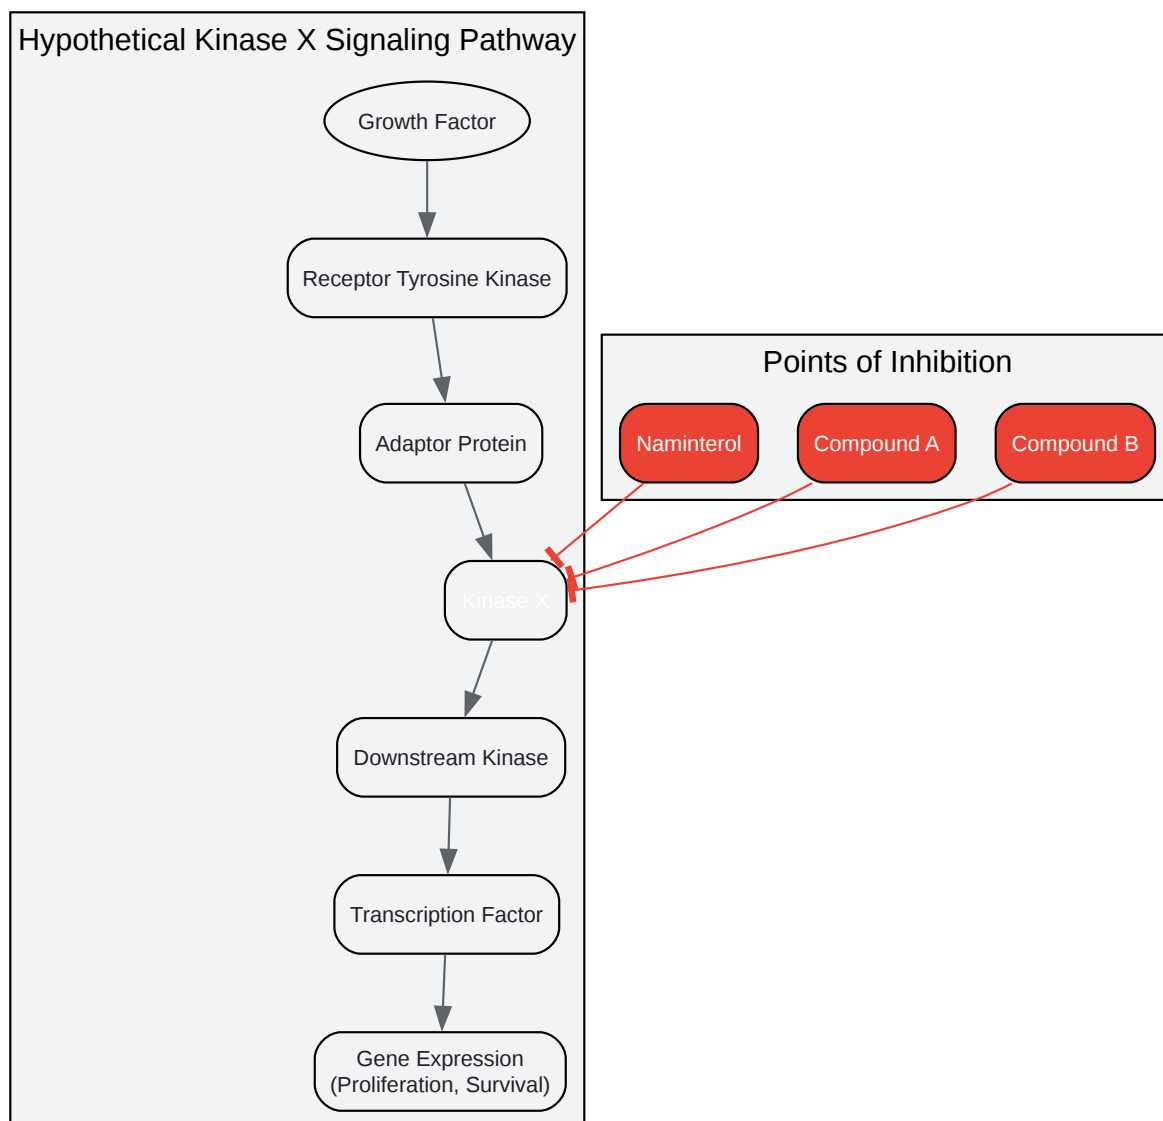 Hypothetical Kinase X Signaling Pathway
Growth Factor
Receptor Tyrosine Kinase
Adaptor Protein
Kinase X
Downstream Kinase
Transcription Factor
Gene Expression
(Proliferation, Survival)
Points of Inhibition
Naminterol
Compound A
Compound B